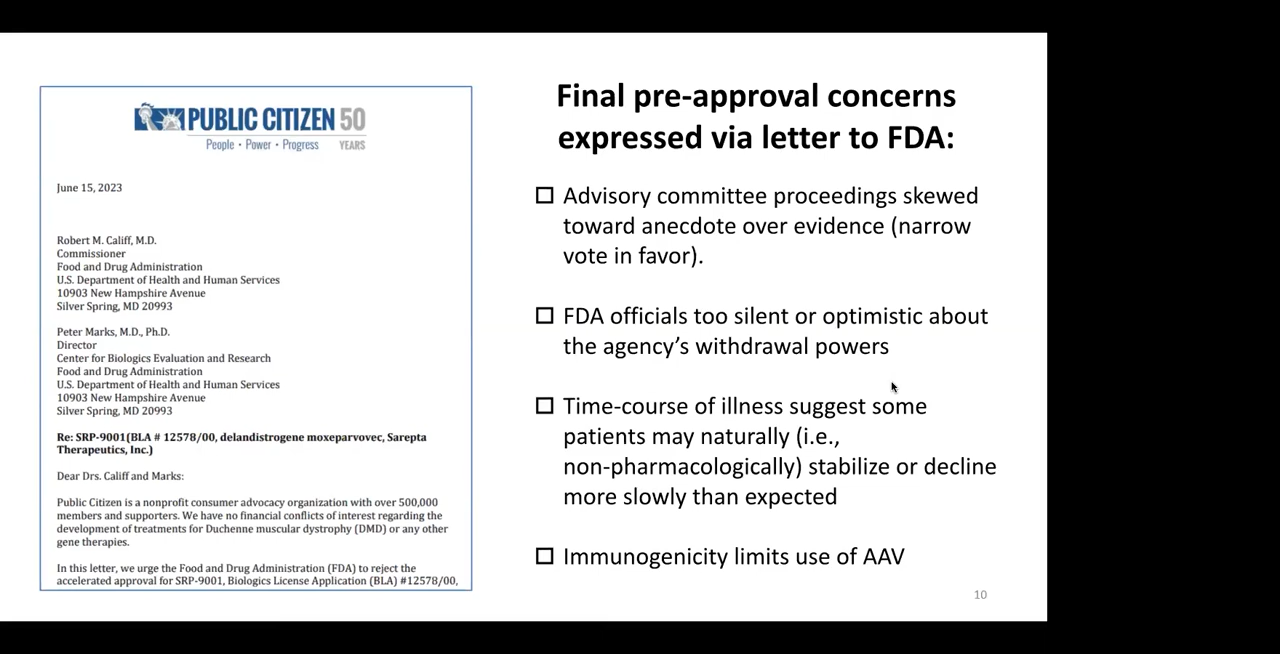 PUBLIC CITIZEN 50
People • Power • Progress YEARS
June 15, 2023
Robert M. Califf, M.D.
Commissioner
Food and Drug Administration
U.S. Department of Health and Human Services
10903 New Hampshire Avenue
Silver Spring, MD 20993
Peter Marks, M.D., Ph.D.
Director
Center for Biologics Evaluation and Research
Food and Drug Administration
U.S. Department of Health and Human Services
10903 New Hampshire Avenue
Silver Spring, MD 20993
Re: SRP-9001(BLA # 12578/00, delandistrogene moxeparvovec, Sarepta
Therapeutics, Inc.)
Dear Drs. Califf and Marks:
Public Citizen is a nonprofit consumer advocacy organization with over 500,000
members and supporters. We have no financial conflicts of interest regarding the
development of treatments for Duchenne muscular dystrophy (DMD) or any other
gene therapies.
In this letter, we urge the Food and Drug Administration (FDA) to reject the
accelerated approval for SRP-9001, Biologics License Application (BLA) #12578/00,
Final pre-approval concerns
expressed via letter to FDA:
Advisory committee proceedings skewed
toward anecdote over evidence (narrow
vote in favor).
FDA officials too silent or optimistic about
the agency’s withdrawal powers
Time-course of illness suggest some
patients may naturally (i.e.,
non-pharmacologically) stabilize or decline
more slowly than expected
Immunogenicity limits use of AAV
10